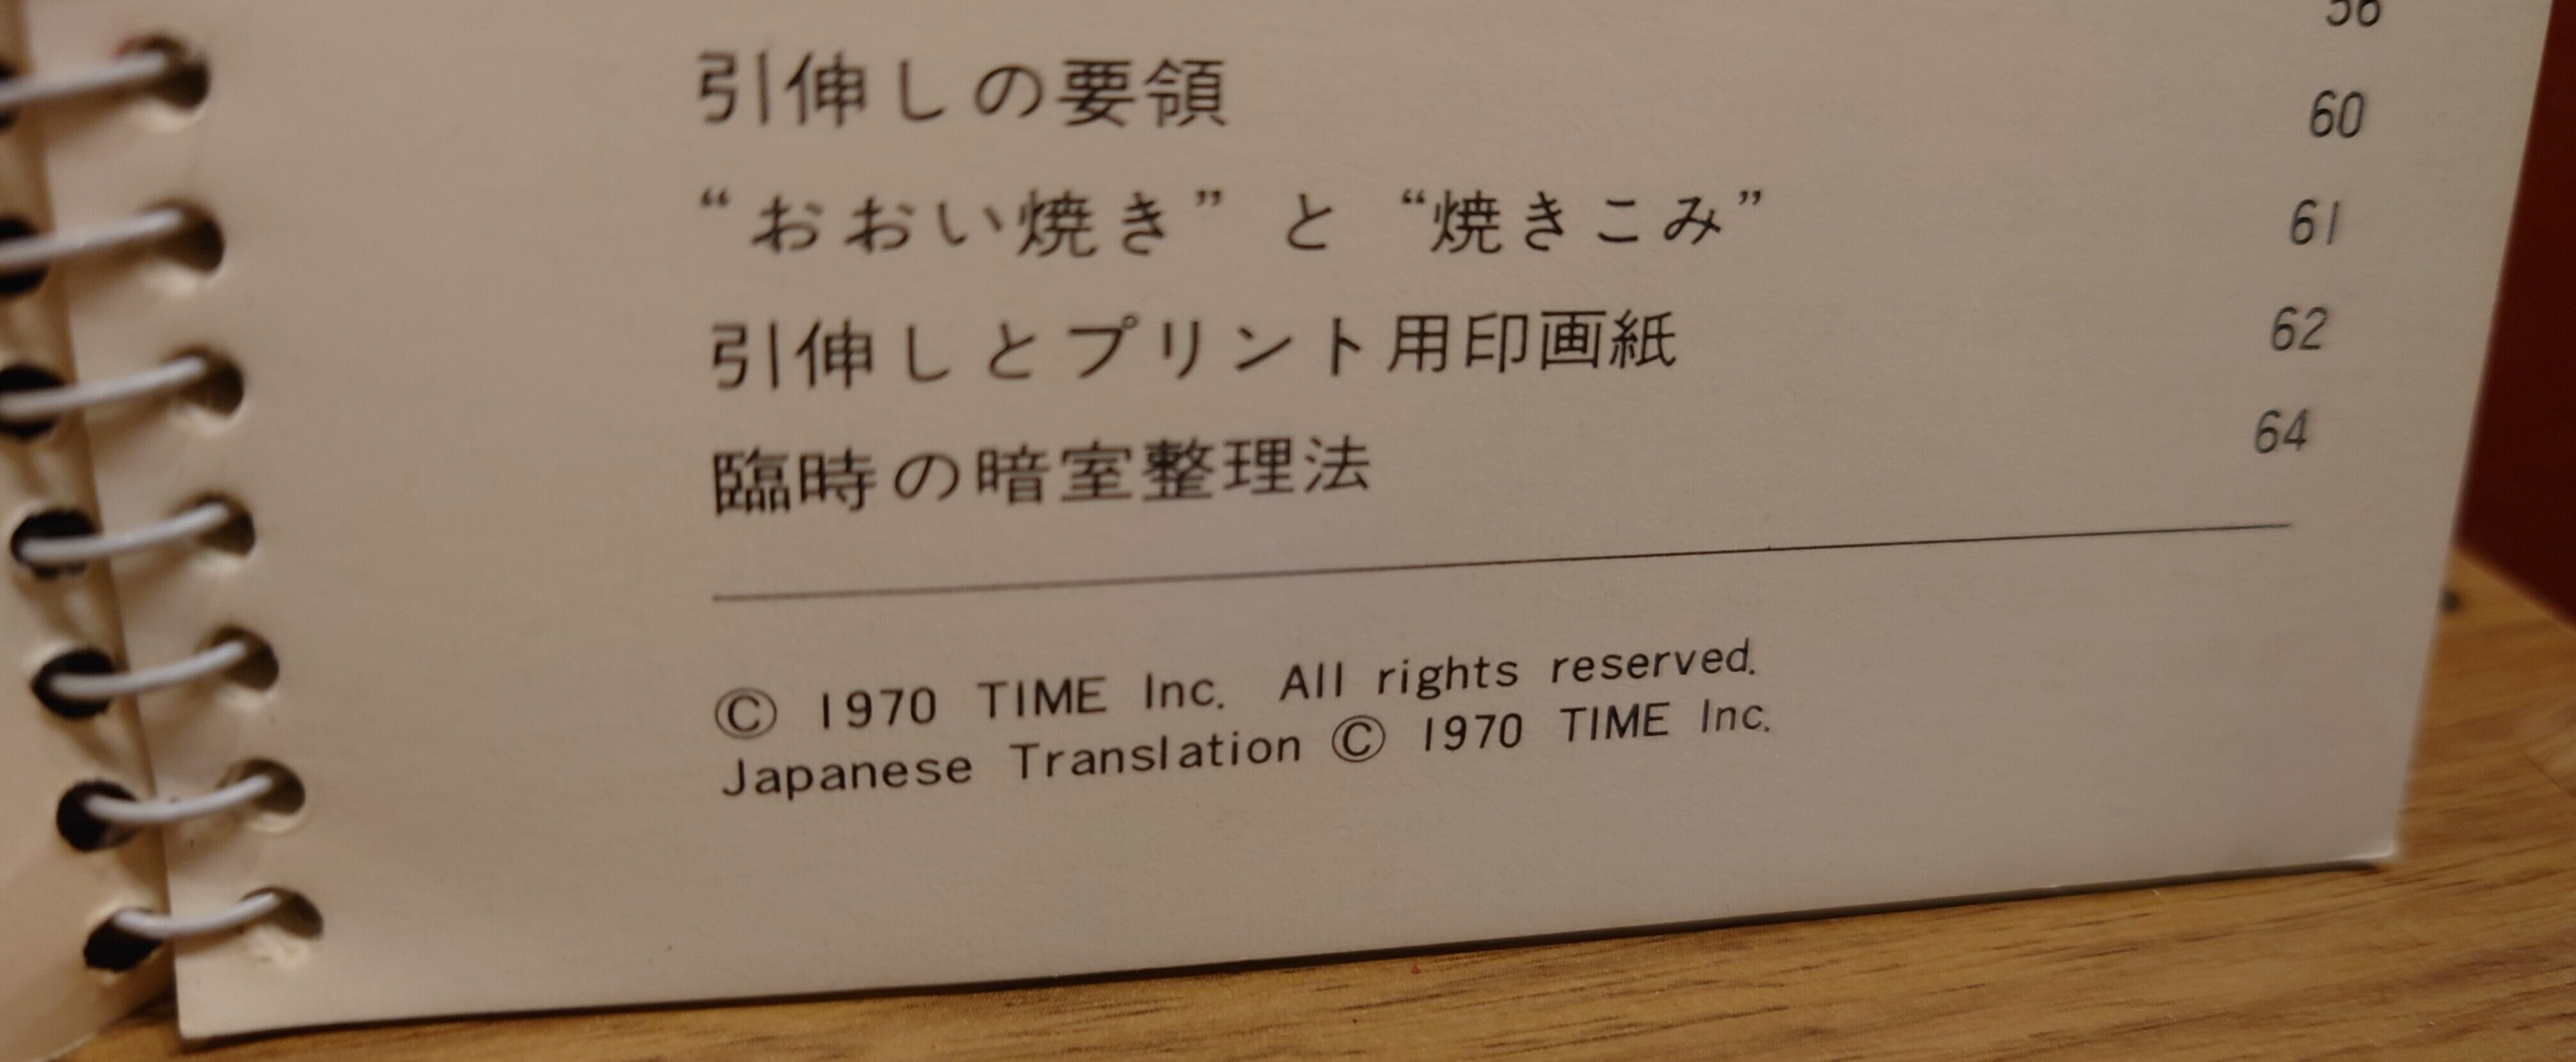 引伸しの要領 60
“おおい焼き” と “焼きこみ” 61
引伸しとプリント用印画紙 62
臨時の暗室整理法 64
© 1970 TIME Inc. All rights reserved.
Japanese Translation © 1970 TIME Inc.